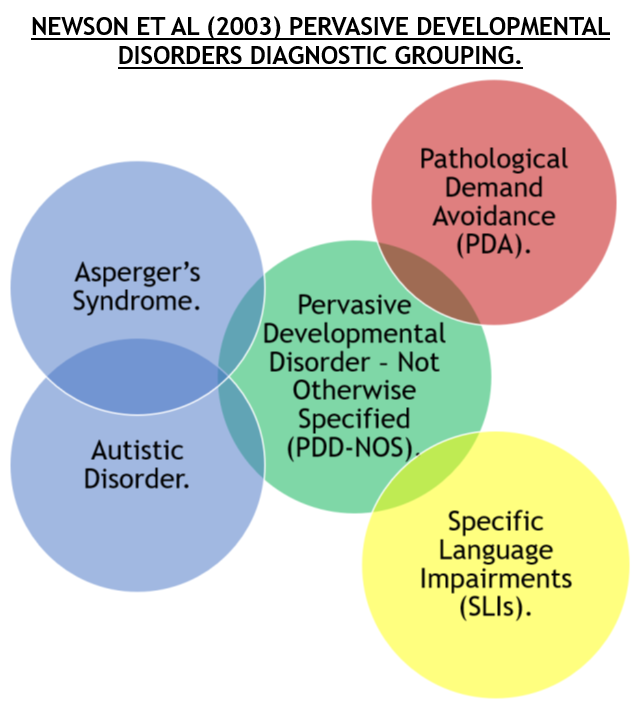 NEWSON ET AL (2003) PERVASIVE DEVELOPMENTAL
DISORDERS DIAGNOSTIC GROUPING.
Pathological
Demand
Avoidance
(PDA).
Asperger’s
Syndrome.
Pervasive
Developmental
Disorder – Not
Otherwise
Specified
(PDD-NOS).
Autistic
Disorder.
Specific
Language
Impairments
(SLIs).